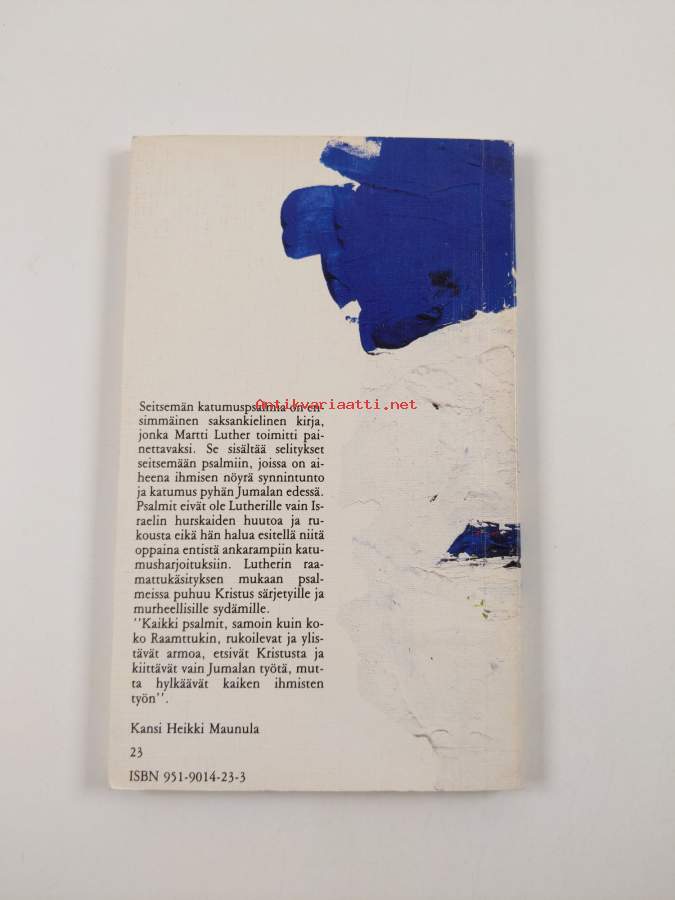 Antikvariaatti.net
Seitsemän katumuspsalmia on en-
simmäinen saksankielinen kirja,
jonka Martti Luther toimitti pai-
nettavaksi. Se sisältää selitykset
seitsemään psalmiin, joissa on ai-
heena ihmisen nöyrä synnintunto
ja katumus pyhän Jumalan edessä.
Psalmit eivät ole Lutherille vain Is-
raelin hurskaiden huutoa ja ru-
kousta eikä hän halua esitellä niitä
oppaina entistä ankarampiin katu-
musharjoituksiin. Lutherin raa-
mattukäsityksen mukaan psal-
meissa puhuu Kristus särjetyille ja
murheellisille sydämille.
''Kaikki psalmit, samoin kuin ko-
ko Raamttukin, rukoilevat ja ylis-
tävät armoa, etsivät Kristusta ja
kiittävät vain Jumalan työtä, mut-
ta hylkäävät kaiken ihmisten
työn''.
Kansi Heikki Maunula
23
ISBN 951-9014-23-3